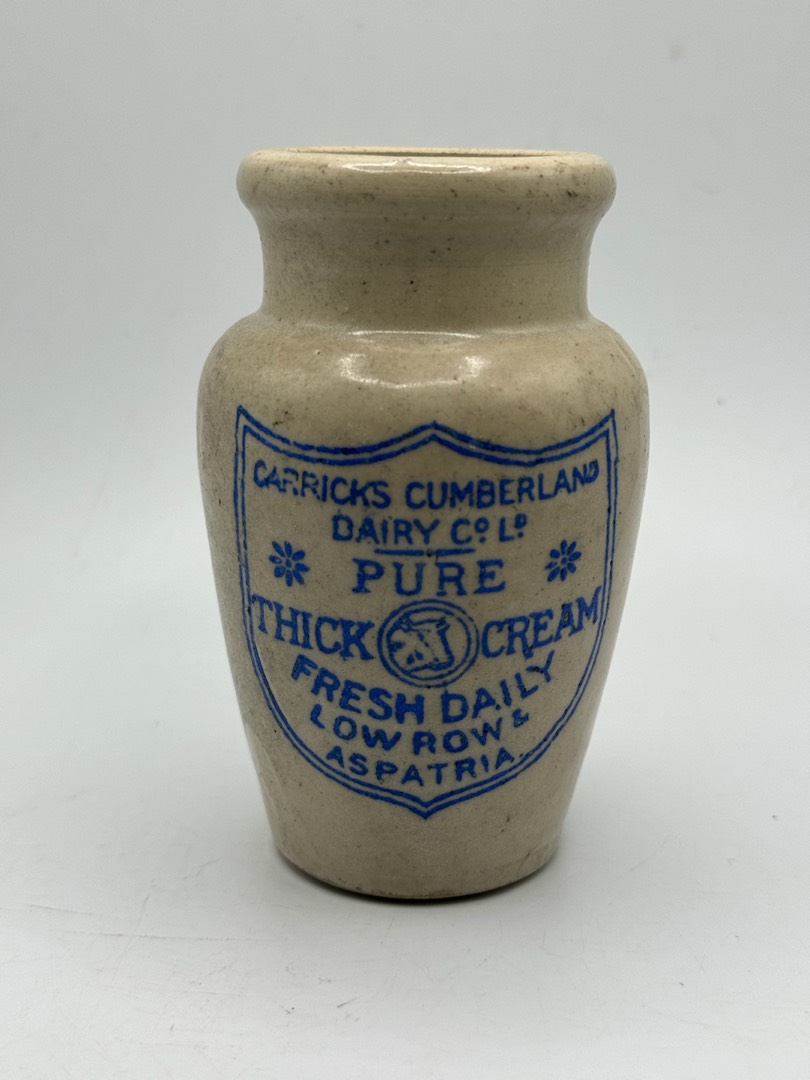 CARRICKS CUMBERLAND
DAIRY Co. LD.
PURE
THICK CREAM
FRESH DAILY
LOW ROW &
ASPATRIA.